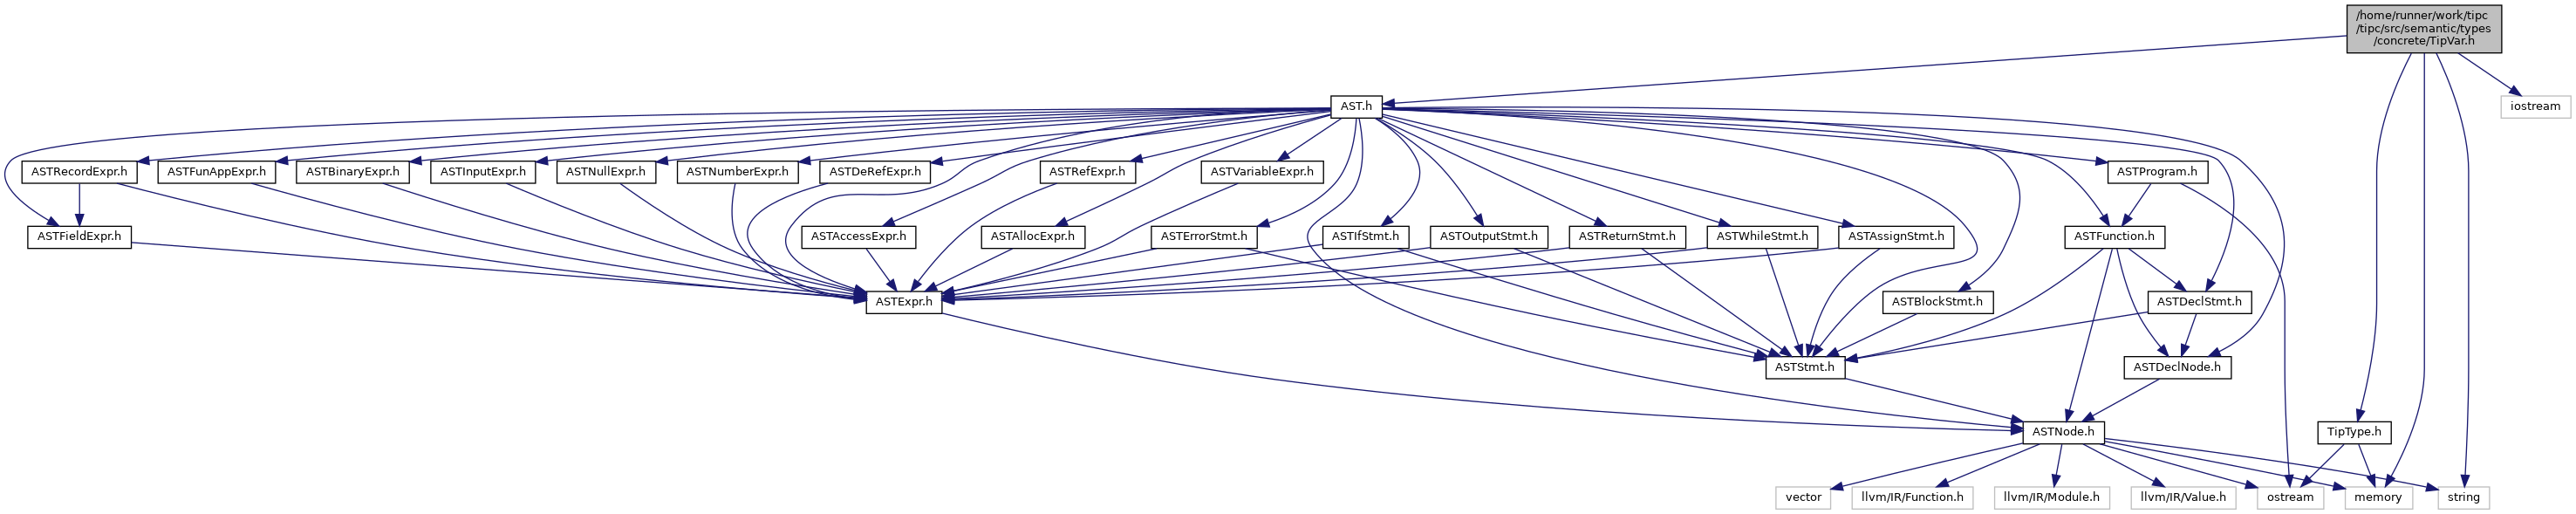 /home/runner/work/tipc
/tipc/src/semantic/types
/concrete/TipVar.h
AST.h
iostream
ASTRecordExpr.h
ASTFunAppExpr.h
ASTBinaryExpr.h
ASTInputExpr.h
ASTNullExpr.h
ASTNumberExpr.h
ASTDeRefExpr.h
ASTRefExpr.h
ASTVariableExpr.h
ASTProgram.h
ASTFieldExpr.h
ASTAccessExpr.h
ASTAllocExpr.h
ASTErrorStmt.h
ASTIfStmt.h
ASTOutputStmt.h
ASTReturnStmt.h
ASTWhileStmt.h
ASTAssignStmt.h
ASTFunction.h
ASTExpr.h
ASTBlockStmt.h
ASTDeclStmt.h
ASTStmt.h
ASTDeclNode.h
ASTNode.h
TipType.h
vector
llvm/IR/Function.h
llvm/IR/Module.h
llvm/IR/Value.h
ostream
memory
string